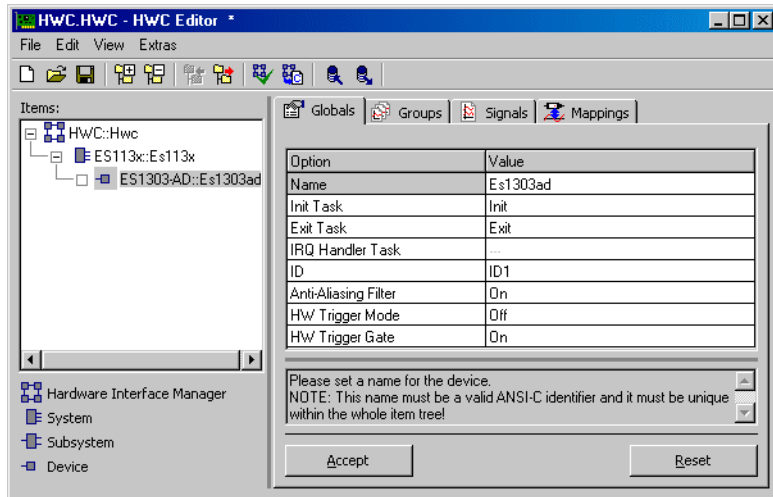 HWC.HWC - HWC Editor *
File Edit View Extras
Items:
HWC::Hwc
ES113x::Es113x
ES1303-AD::Es1303ad
Hardware Interface Manager
System
Subsystem
Device
Globals Groups Signals Mappings
Option Value
Name Es1303ad
Init Task Init
Exit Task Exit
IRQ Handler Task ---
ID ID1
Anti-Aliasing Filter On
HW Trigger Mode Off
HW Trigger Gate On
Please set a name for the device.
NOTE: This name must be a valid ANSI-C identifier and it must be unique
within the whole item tree!
Accept Reset